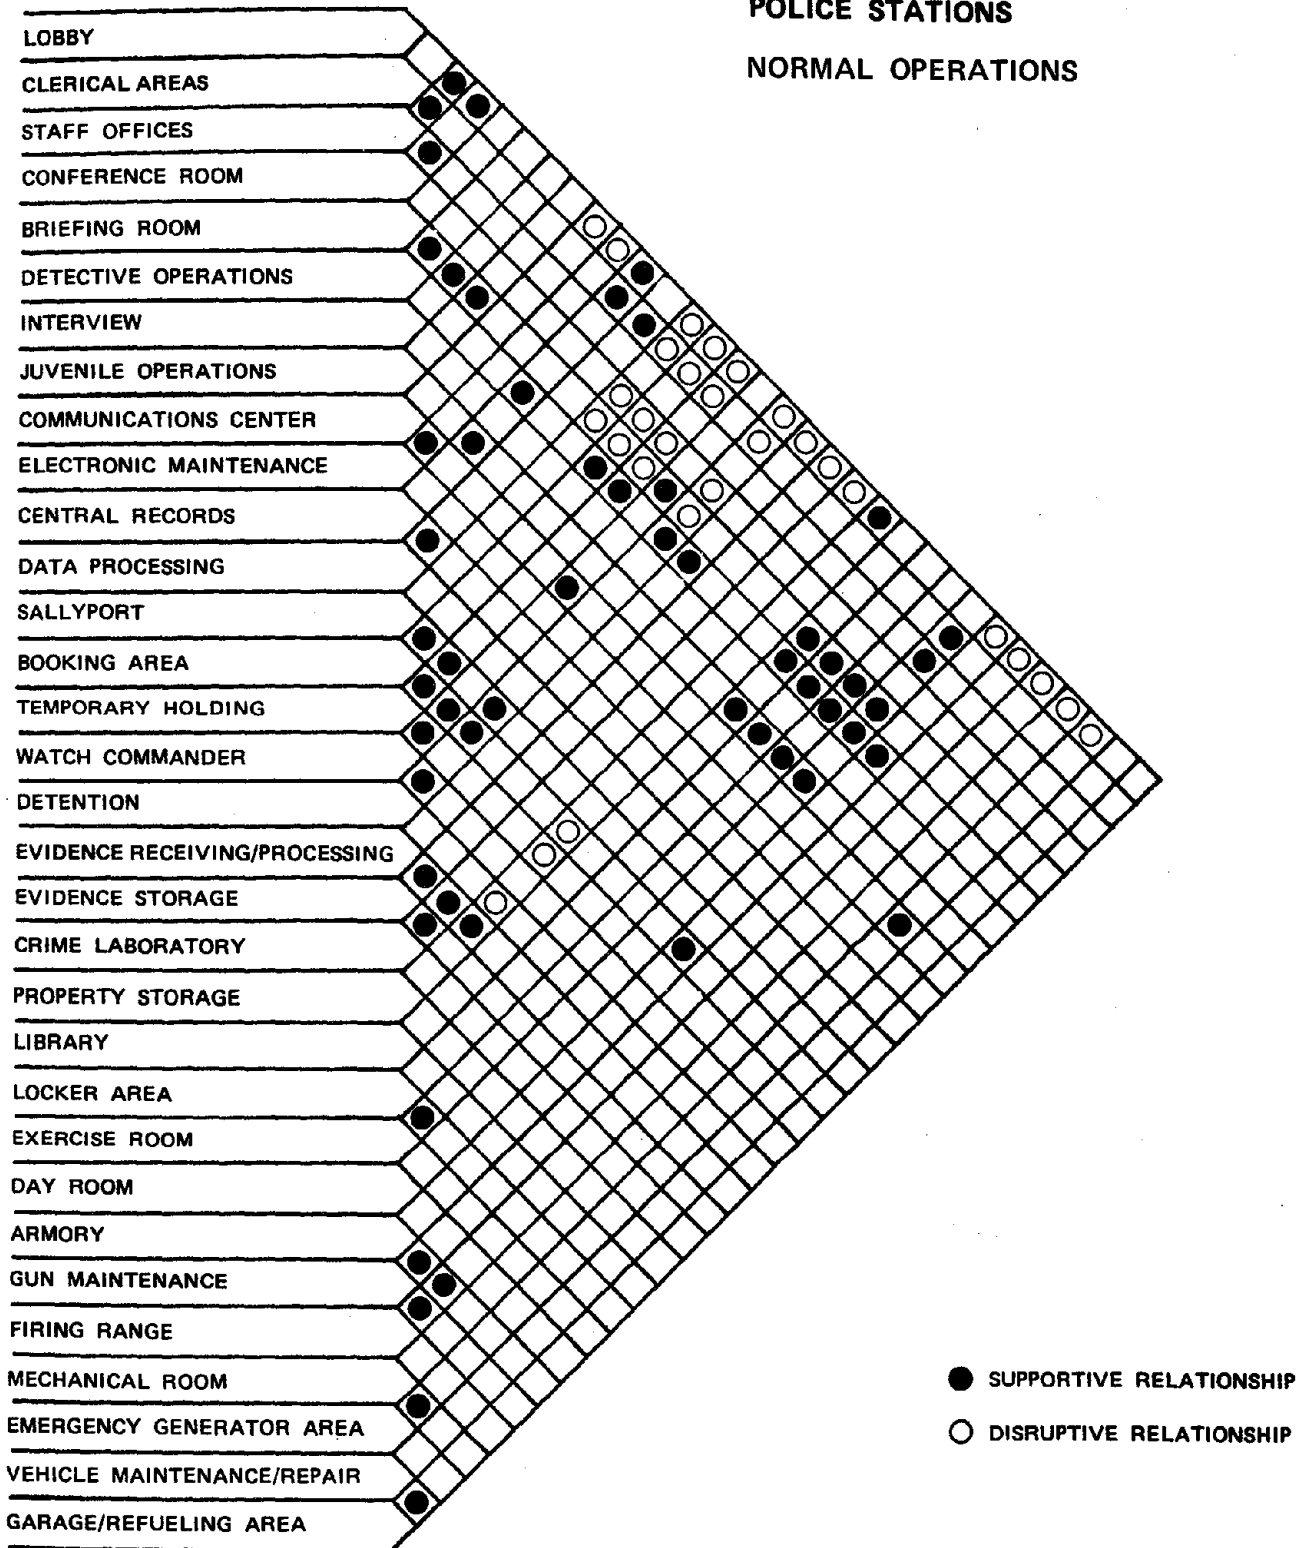 POLICE STATIONS
NORMAL OPERATIONS
LOBBY
CLERICAL AREAS
STAFF OFFICES
CONFERENCE ROOM
BRIEFING ROOM
DETECTIVE OPERATIONS
INTERVIEW
JUVENILE OPERATIONS
COMMUNICATIONS CENTER
ELECTRONIC MAINTENANCE
CENTRAL RECORDS
DATA PROCESSING
SALLYPORT
BOOKING AREA
TEMPORARY HOLDING
WATCH COMMANDER
DETENTION
EVIDENCE RECEIVING/PROCESSING
EVIDENCE STORAGE
CRIME LABORATORY
PROPERTY STORAGE
LIBRARY
LOCKER AREA
EXERCISE ROOM
DAY ROOM
ARMORY
GUN MAINTENANCE
FIRING RANGE
MECHANICAL ROOM
EMERGENCY GENERATOR AREA
VEHICLE MAINTENANCE/REPAIR
GARAGE/REFUELING AREA
SUPPORTIVE RELATIONSHIP
DISRUPTIVE RELATIONSHIP